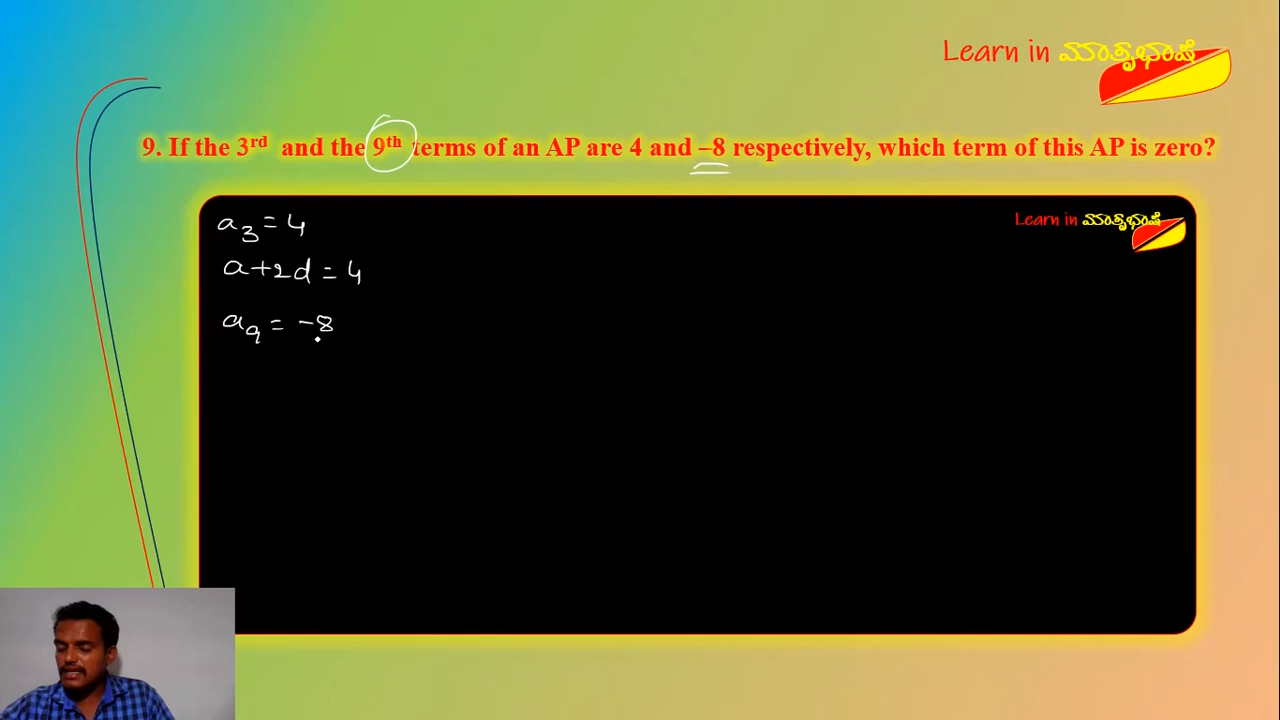 Learn in ಮಾತೃಭಾಷೆ
9. If the 3rd and the 9th terms of an AP are 4 and –8 respectively, which term of this AP is zero?
Learn in ಮಾತೃಭಾಷೆ
a3 = 4
a+2d = 4
a9 = -8